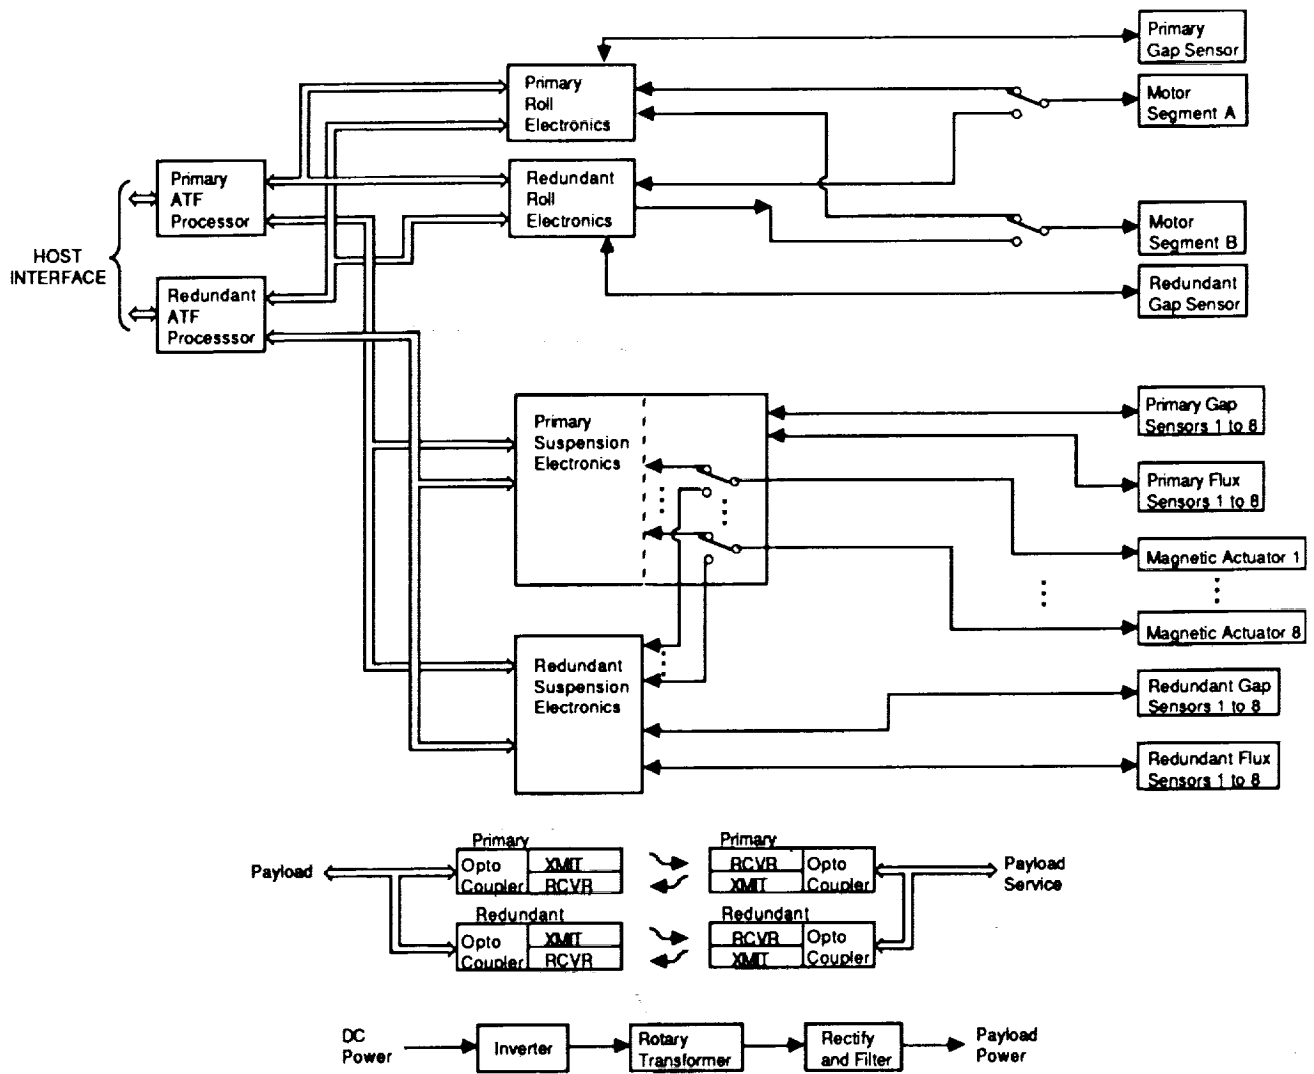 Primary
Gap Sensor
Primary
Roll
Electronics
Motor
Segment A
Primary
ATF
Processor
Redundant
Roll
Electronics
Motor
Segment B
HOST
INTERFACE
Redundant
ATF
Processsor
Redundant
Gap Sensor
Primary
Suspension
Electronics
Primary Gap
Sensors 1 to 8
Primary Flux
Sensors 1 to 8
Magnetic Actuator 1
Magnetic Actuator 8
Redundant
Suspension
Electronics
Redundant Gap
Sensors 1 to 8
Redundant Flux
Sensors 1 to 8
Payload
Primary
Opto
Coupler
XMIT
RCVR
Primary
RCVR
XMIT
Opto
Coupler
Payload
Service
Redundant
Opto
Coupler
XMIT
RCVR
Redundant
RCVR
XMIT
Opto
Coupler
DC
Power
Inverter
Rotary
Transformer
Rectify
and Filter
Payload
Power